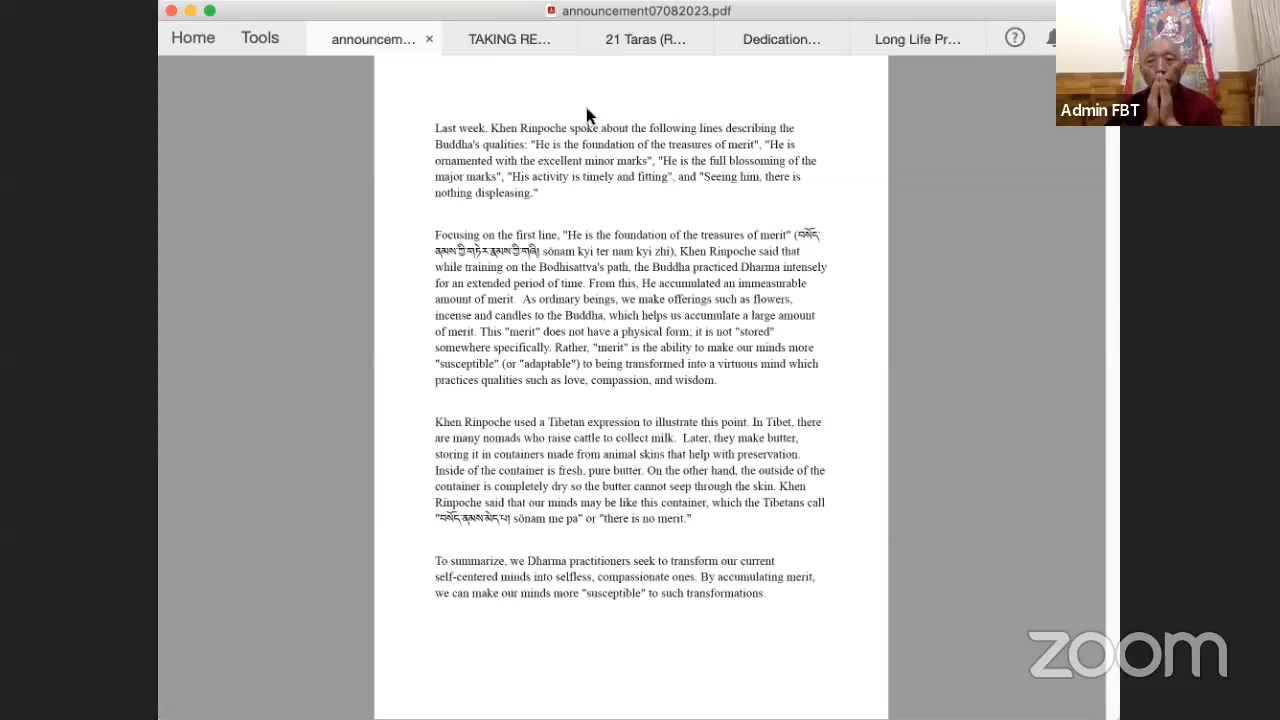 announcement07082023.pdf
Home
Tools
announcem... ×
TAKING RE...
21 Taras (R...
Dedication...
Long Life Pr...
?
Admin FBT
Last week, Khen Rinpoche spoke about the following lines describing the
Buddha's qualities: "He is the foundation of the treasures of merit", "He is
ornamented with the excellent minor marks", "He is the full blossoming of the
major marks", "His activity is timely and fitting", and "Seeing him, there is
nothing displeasing."
Focusing on the first line, "He is the foundation of the treasures of merit" (བསོད་
ནམས་ཀྱི་གཏེར་རྣམས་ཀྱི་གཞི། sönam kyi ter nam kyi zhi), Khen Rinpoche said that
while training on the Bodhisattva's path, the Buddha practiced Dharma intensely
for an extended period of time. From this, He accumulated an immeasurable
amount of merit.  As ordinary beings, we make offerings such as flowers,
incense and candles to the Buddha, which helps us accumulate a large amount
of merit. This "merit" does not have a physical form; it is not "stored"
somewhere specifically. Rather, "merit" is the ability to make our minds more
"susceptible" (or "adaptable") to being transformed into a virtuous mind which
practices qualities such as love, compassion, and wisdom.
Khen Rinpoche used a Tibetan expression to illustrate this point. In Tibet, there
are many nomads who raise cattle to collect milk.  Later, they make butter,
storing it in containers made from animal skins that help with preservation.
Inside of the container is fresh, pure butter. On the other hand, the outside of the
container is completely dry so the butter cannot seep through the skin. Khen
Rinpoche said that our minds may be like this container, which the Tibetans call
"བསོད་ནམས་མེད་པ། sönam me pa" or "there is no merit."
To summarize, we Dharma practitioners seek to transform our current
self-centered minds into selfless, compassionate ones. By accumulating merit,
we can make our minds more "susceptible" to such transformations.
zoom